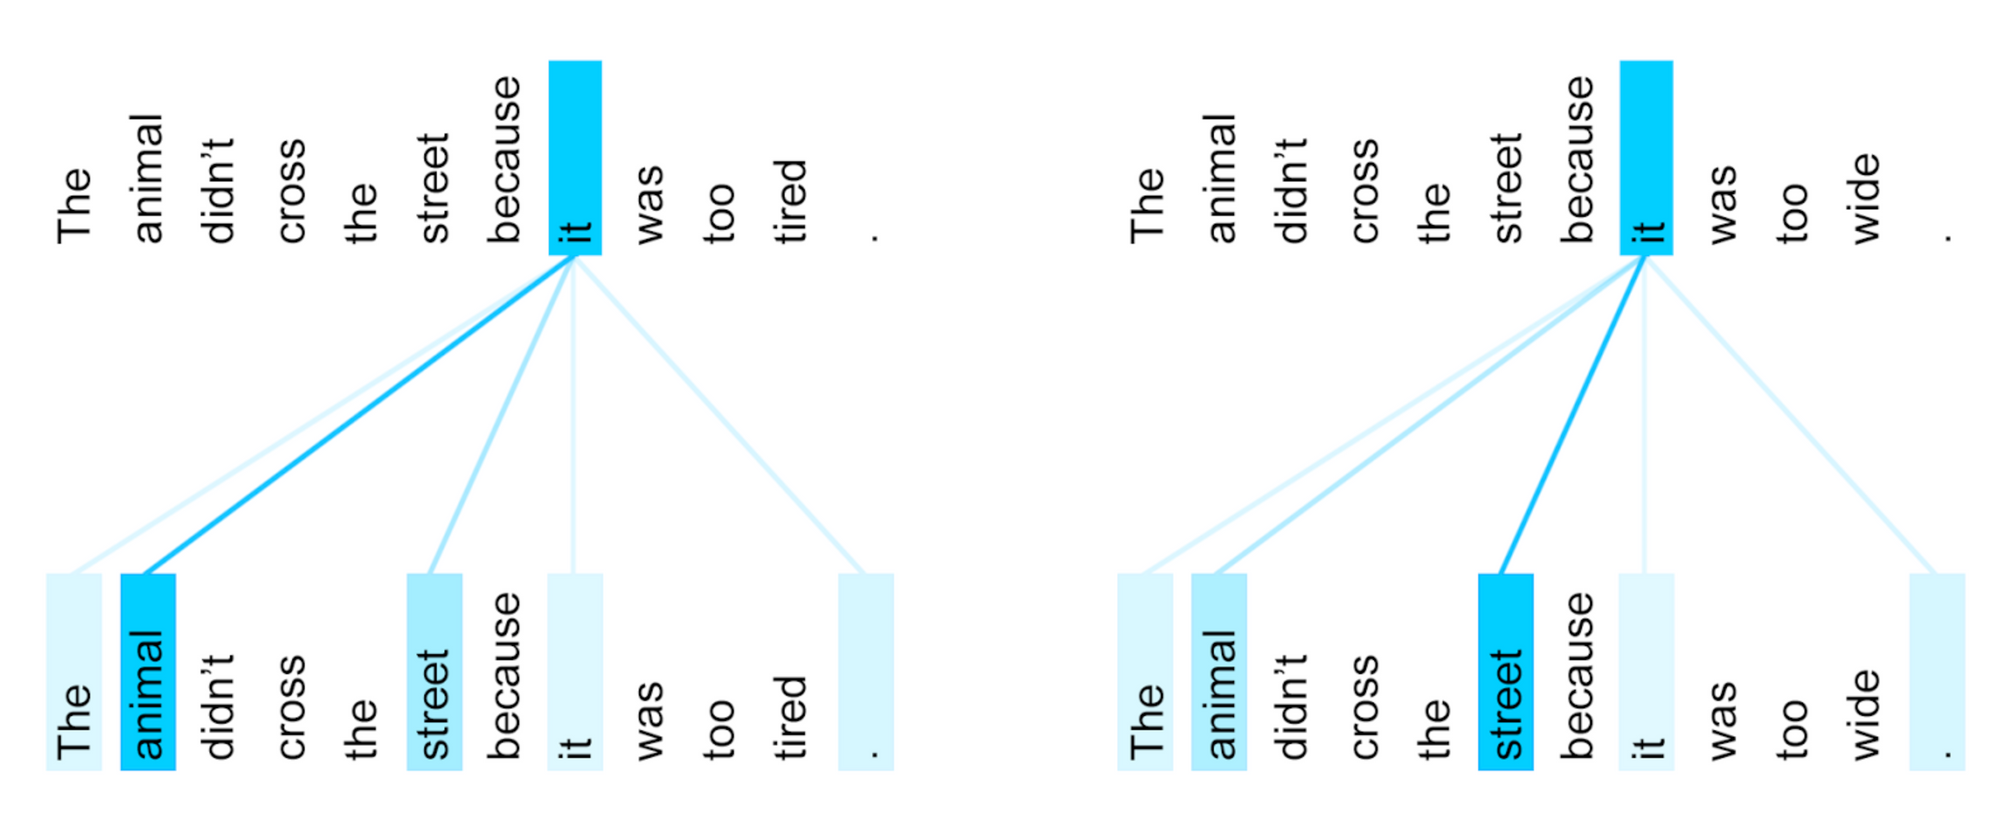 The animal didn’t cross the street because it was too tired .
The animal didn’t cross the street because it was too wide .
The animal didn’t cross the street because it was too tired .
The animal didn’t cross the street because it was too wide .